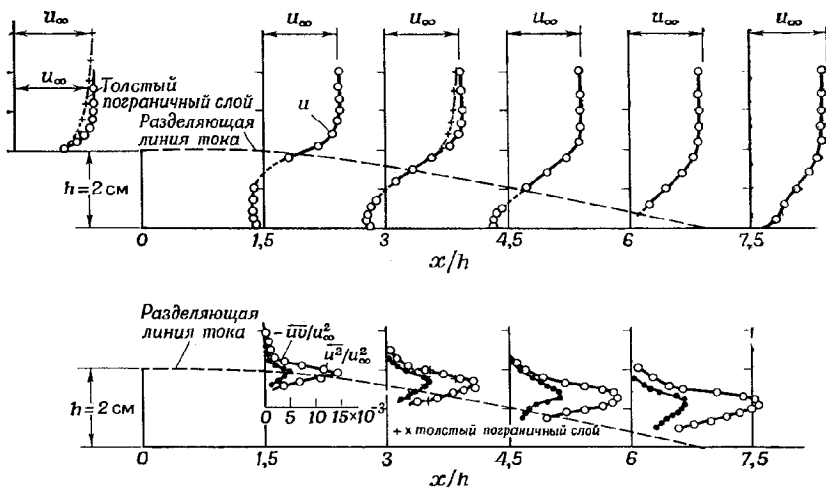 u∞ u∞ u∞ u∞ u∞ u∞
u∞
Толстый
пограничный слой
u
Разделяющая
линия тока
h = 2 см
0 1,5 3 4,5 6 7,5
x/h
Разделяющая
линия тока
- u̅v̅/u²∞
u̅²̅/u²∞
h = 2 см
0 5 10 15×10⁻³
+ x толстый пограничный слой
0 1,5 3 4,5 6 7,5
x/h